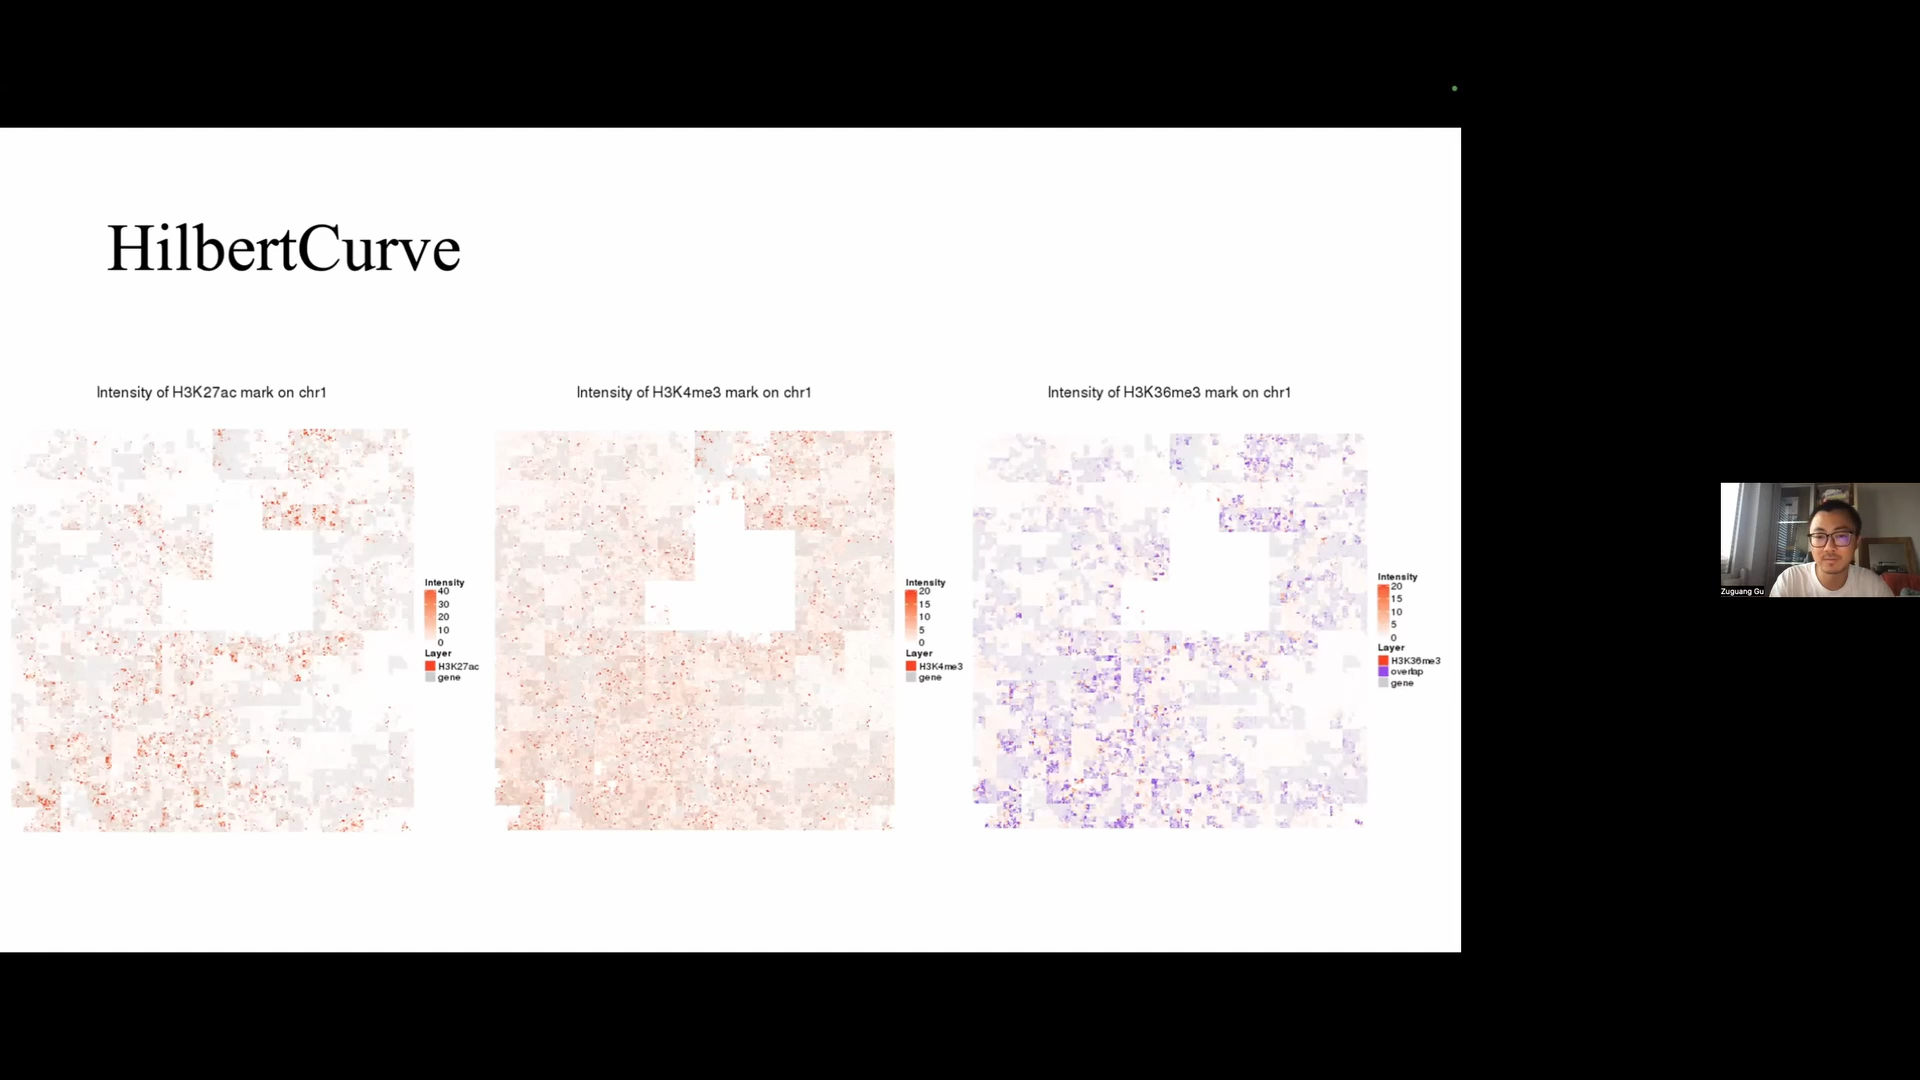 HilbertCurve
Intensity of H3K27ac mark on chr1
Intensity
40
30
20
10
0
Layer
H3K27ac
gene
Intensity of H3K4me3 mark on chr1
Intensity
20
15
10
5
0
Layer
H3K4me3
gene
Intensity of H3K36me3 mark on chr1
Intensity
20
15
10
5
0
Layer
H3K36me3
overlap
gene
Zuguang Gu